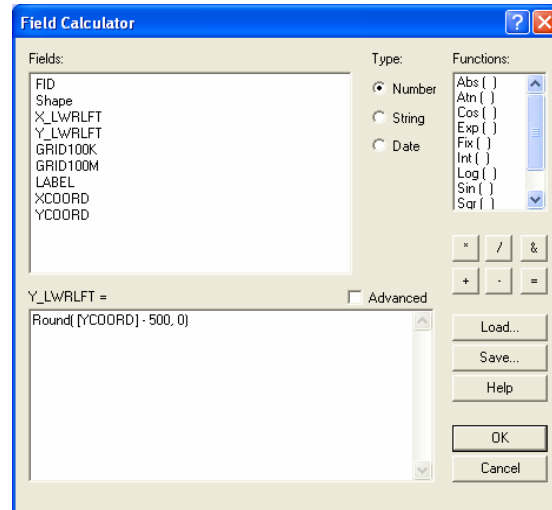 Field Calculator
Fields:
Type:
Functions:
FID
Shape
X_LWRLFT
Y_LWRLFT
GRID100K
GRID100M
LABEL
XCOORD
YCOORD
Number
String
Date
Abs ( )
Atn ( )
Cos ( )
Exp ( )
Fix ( )
Int ( )
Log ( )
Sin ( )
Sqr ( )
* / &
+ - =
Y_LWRLFT =
Advanced
Round( [YCOORD] - 500, 0)
Load...
Save...
Help
OK
Cancel